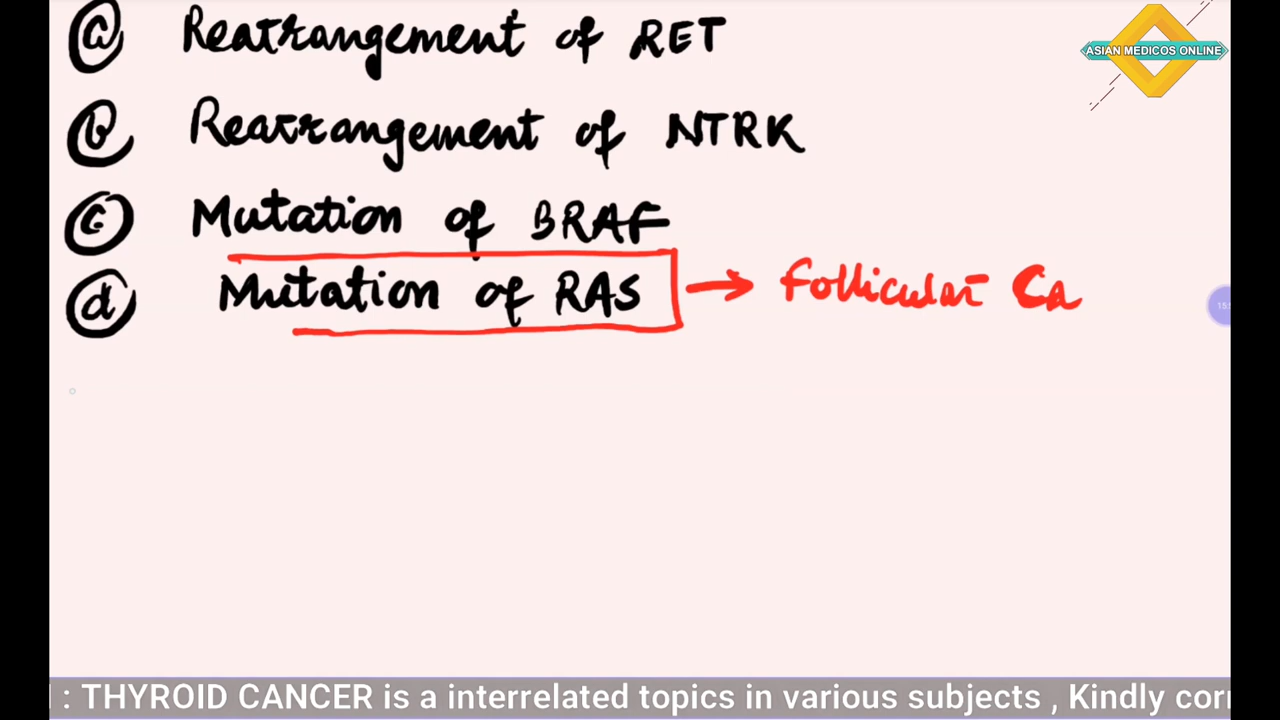 ⓐ Rearrangement of RET
ASIAN MEDICOS ONLINE
ⓑ Rearrangement of NTRK
ⓒ Mutation of BRAF
ⓓ Mutation of RAS → Follicular Ca
: THYROID CANCER is a interrelated topics in various subjects , Kindly corr